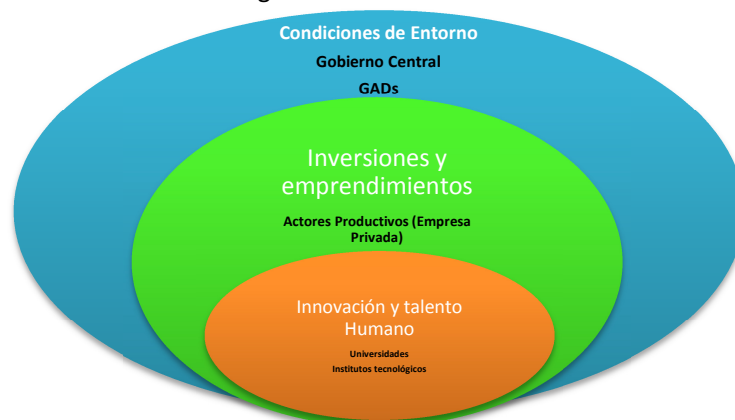 Condiciones de Entorno
Gobierno Central
GADs
Inversiones y
emprendimientos
Actores Productivos (Empresa
Privada)
Innovación y talento
Humano
Universidades
Institutos tecnológicos